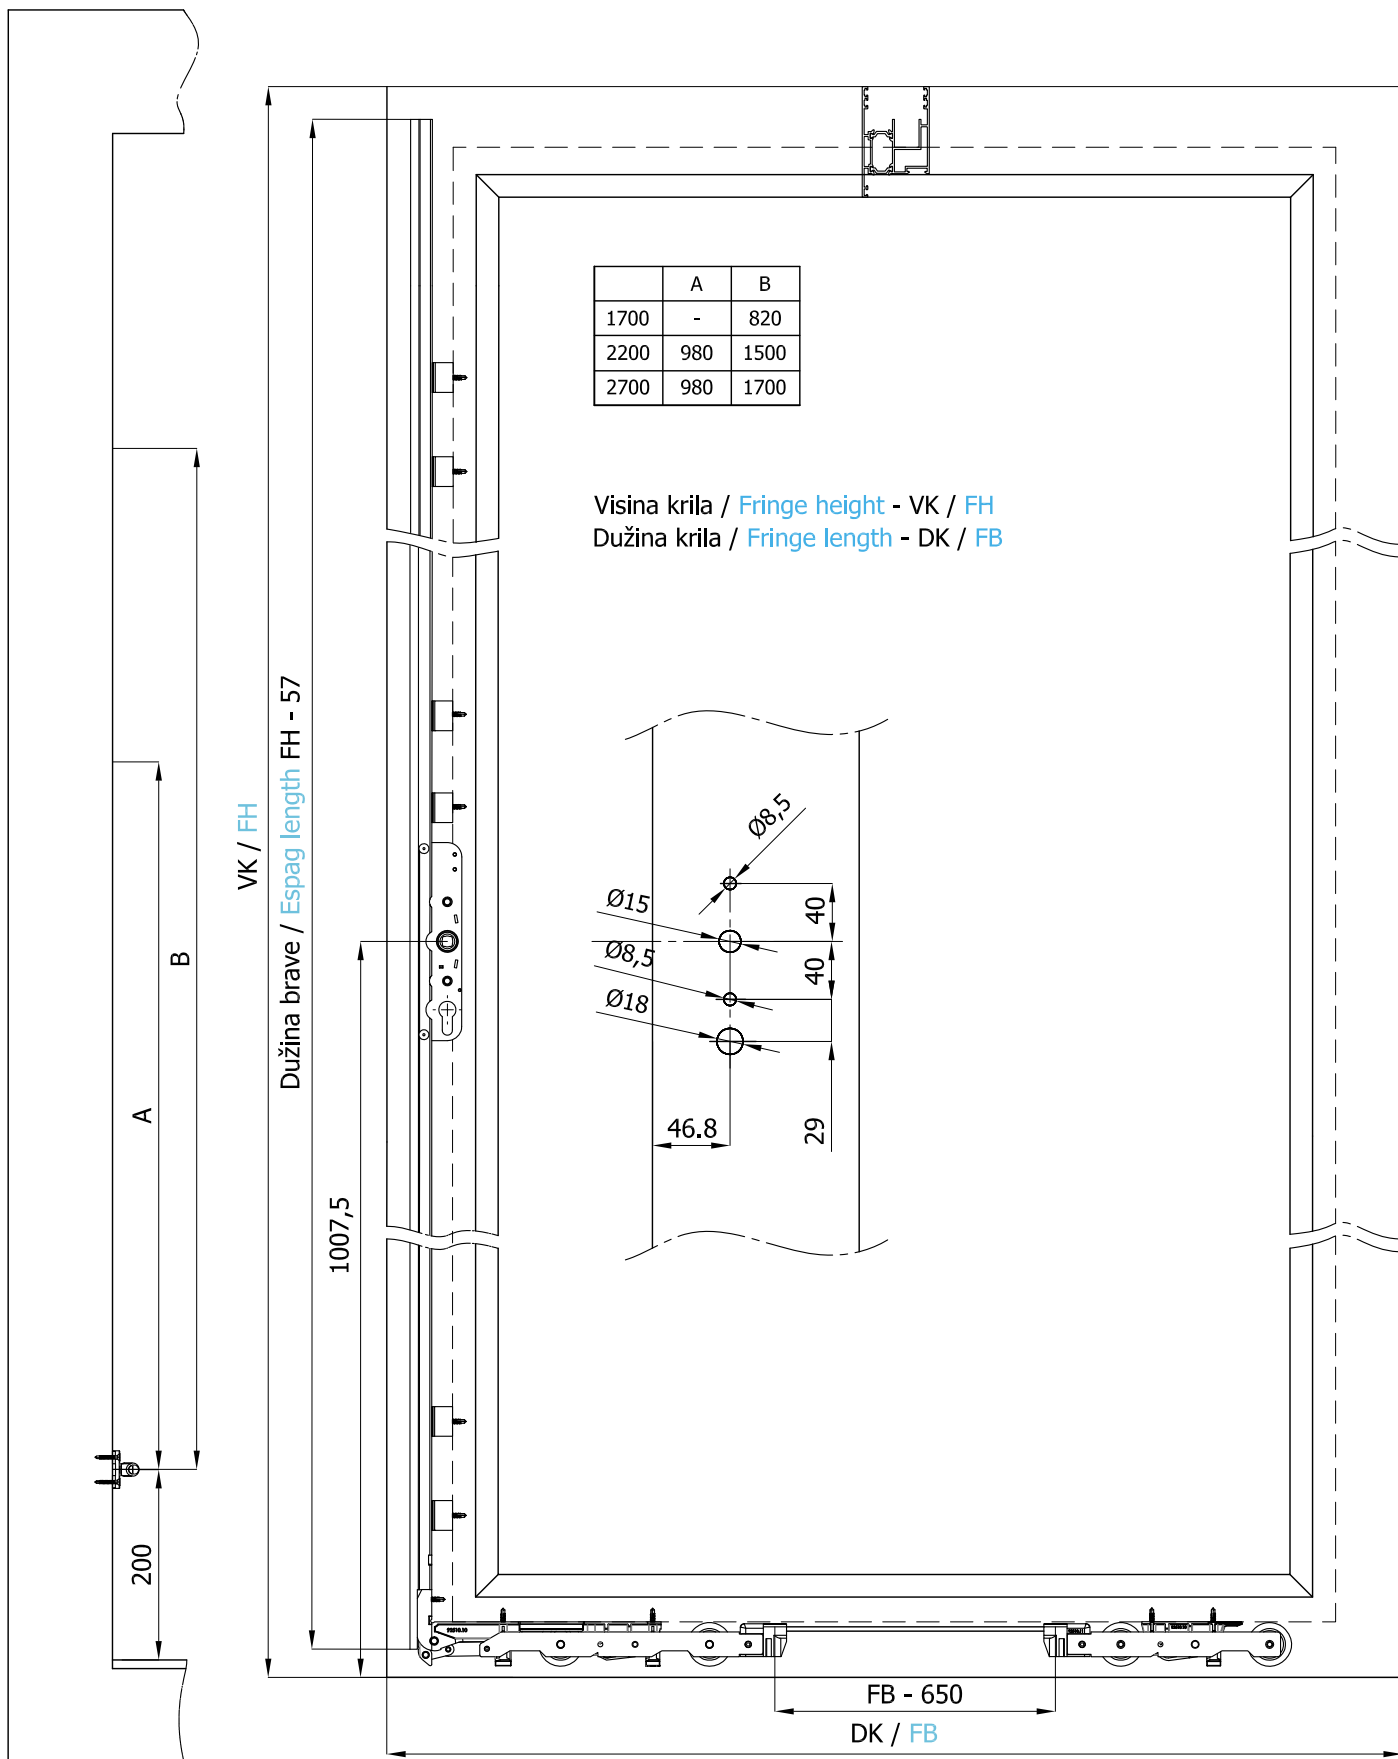 A B
1700 - 820
2200 980 1500
2700 980 1700
Visina krila / Fringe height - VK / FH
Dužina krila / Fringe length - DK / FB
VK / FH
Dužina brave / Espag length FH - 57
B
A
200
1007,5
Ø8,5
Ø15
Ø8,5
Ø18
40
40
29
46.8
FB - 650
DK / FB